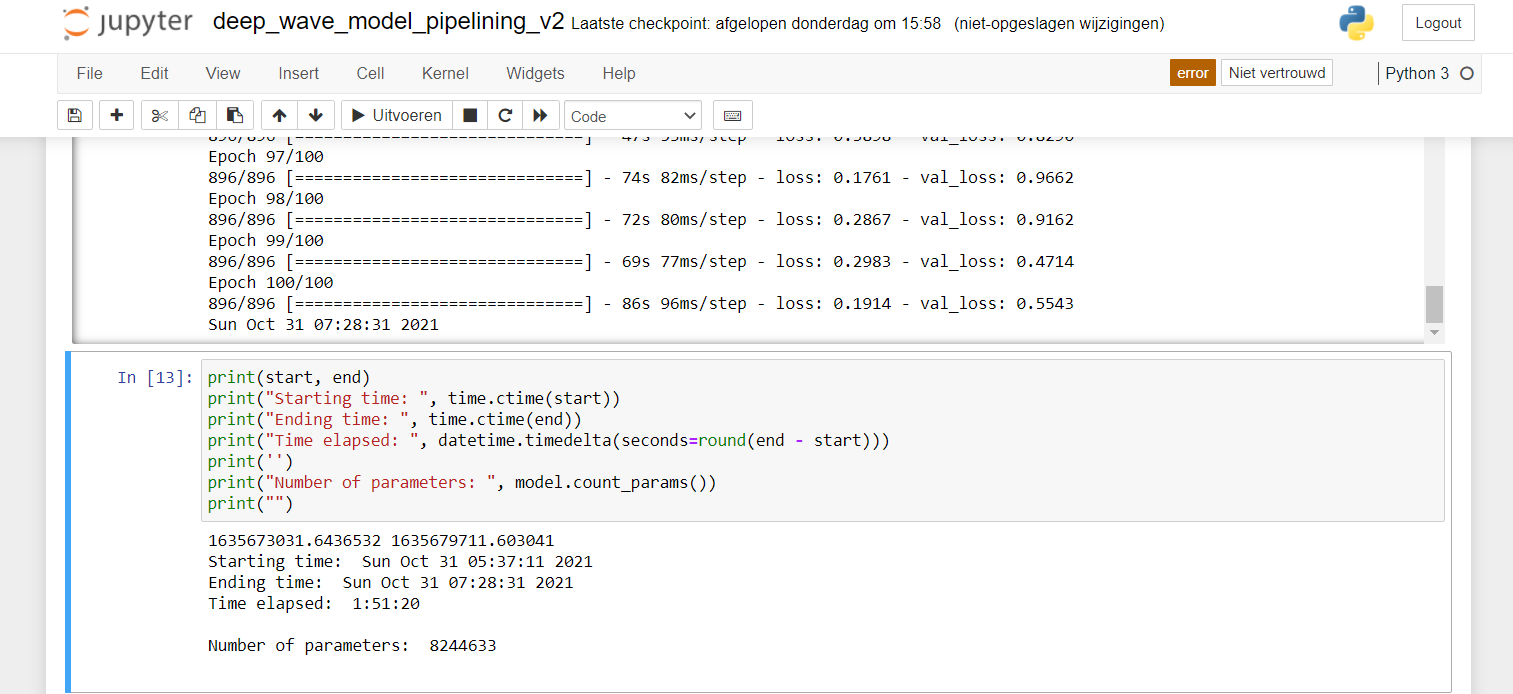 jupyter deep_wave_model_pipelining_v2 Laatste checkpoint: afgelopen donderdag om 15:58 (niet-opgeslagen wijzigingen) Logout
File Edit View Insert Cell Kernel Widgets Help error Niet vertrouwd Python 3
Uitvoeren Code
Epoch 97/100
896/896 [==============================] - 74s 82ms/step - loss: 0.1761 - val_loss: 0.9662
Epoch 98/100
896/896 [==============================] - 72s 80ms/step - loss: 0.2867 - val_loss: 0.9162
Epoch 99/100
896/896 [==============================] - 69s 77ms/step - loss: 0.2983 - val_loss: 0.4714
Epoch 100/100
896/896 [==============================] - 86s 96ms/step - loss: 0.1914 - val_loss: 0.5543
Sun Oct 31 07:28:31 2021
In [13]: print(start, end)
print("Starting time: ", time.ctime(start))
print("Ending time: ", time.ctime(end))
print("Time elapsed: ", datetime.timedelta(seconds=round(end - start)))
print('')
print("Number of parameters: ", model.count_params())
print("")
1635673031.6436532 1635679711.603041
Starting time:  Sun Oct 31 05:37:11 2021
Ending time:  Sun Oct 31 07:28:31 2021
Time elapsed:  1:51:20
Number of parameters:  8244633